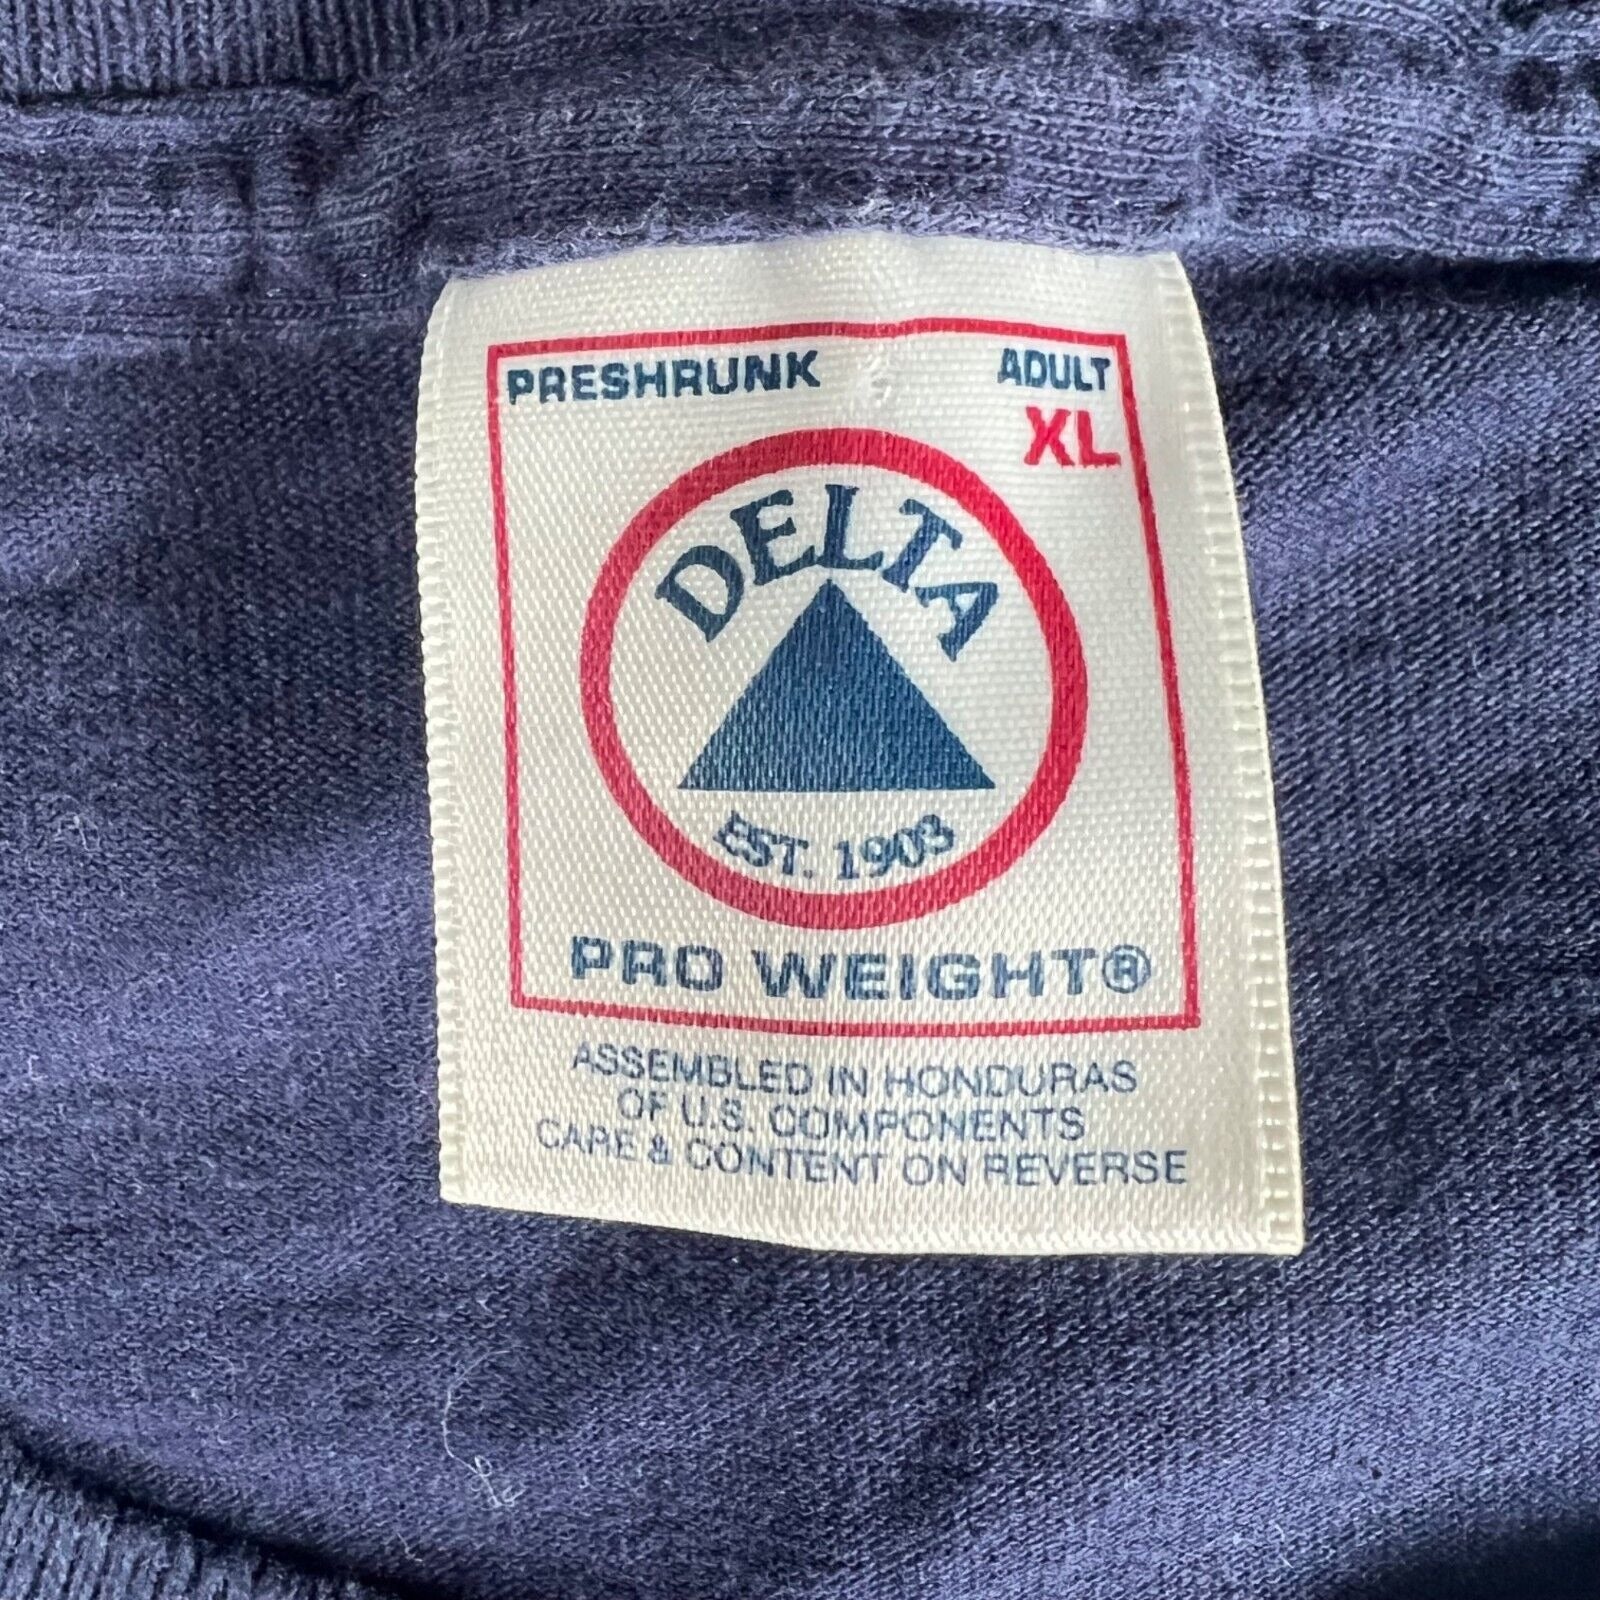 PRESHRUNK
ADULT
XL
DELTA
EST. 1903
PRO WEIGHT®
ASSEMBLED IN HONDURAS
OF U.S. COMPONENTS
CARE & CONTENT ON REVERSE